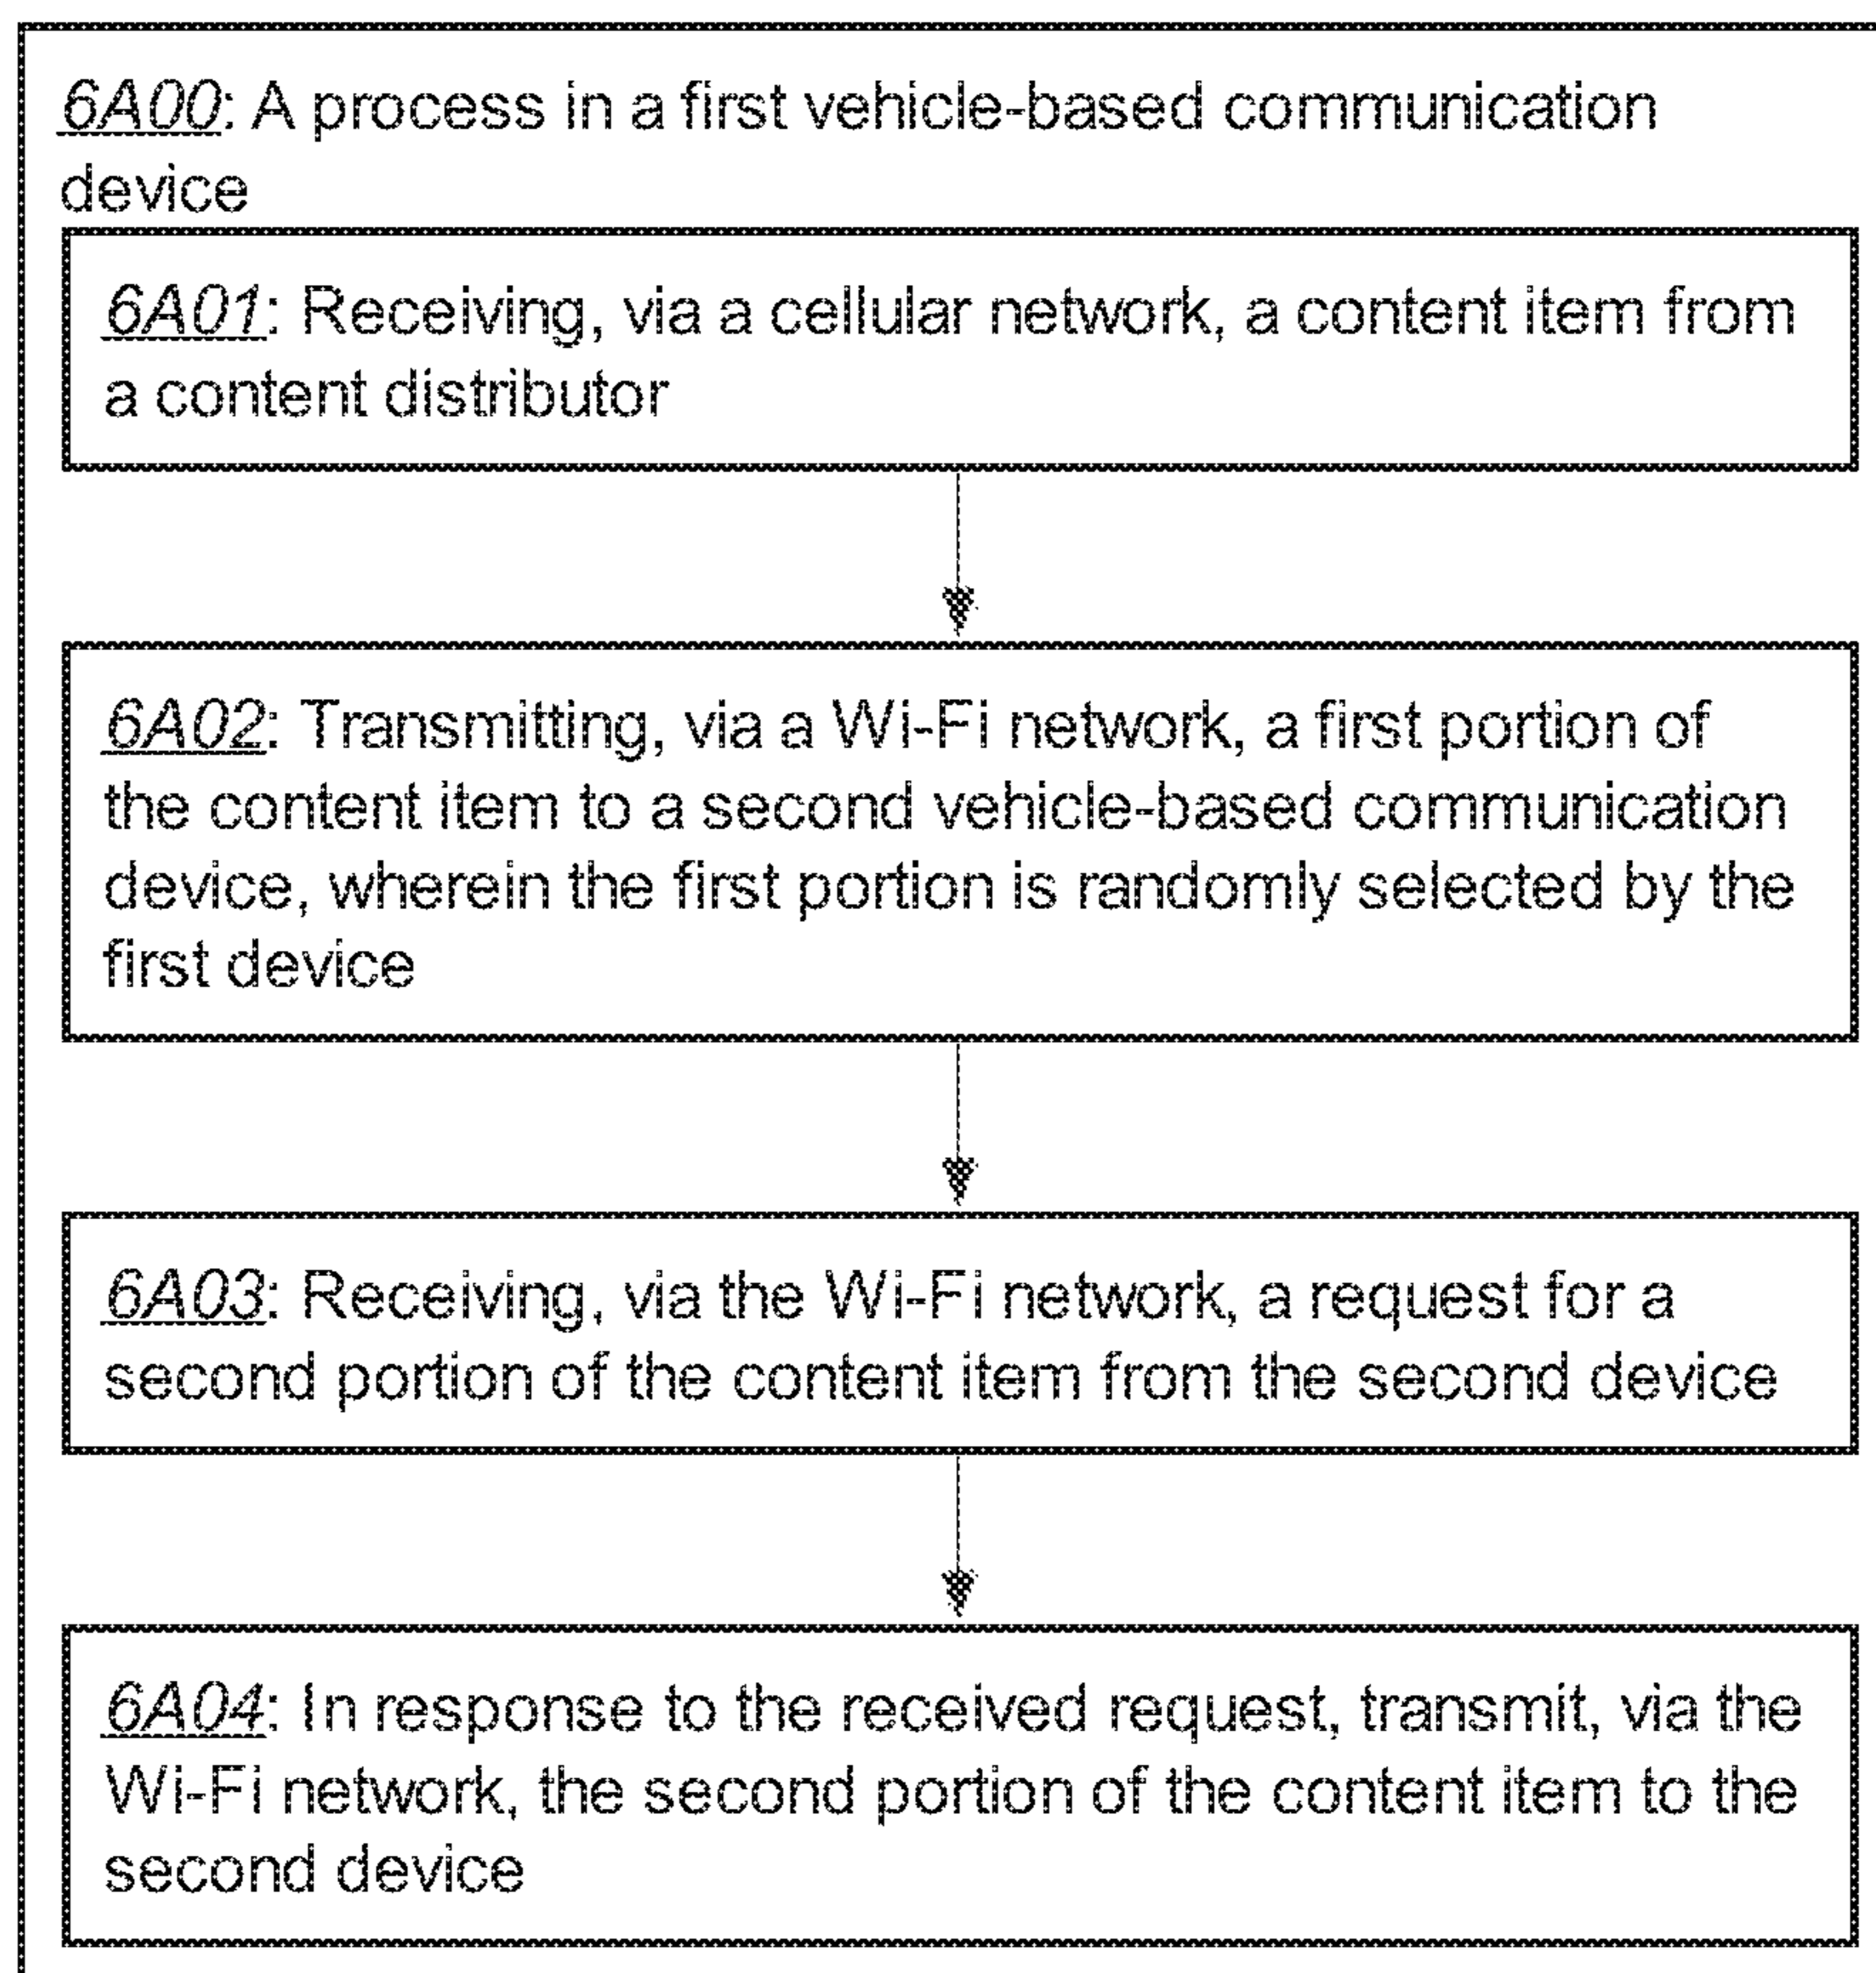 6A00: A process in a first vehicle-based communication
device
6A01: Receiving, via a cellular network, a content item from
a content distributor
6A02: Transmitting, via a Wi-Fi network, a first portion of
the content item to a second vehicle-based communication
device, wherein the first portion is randomly selected by the
first device
6A03: Receiving, via the Wi-Fi network, a request for a
second portion of the content item from the second device
6A04: In response to the received request, transmit, via the
Wi-Fi network, the second portion of the content item to the
second device